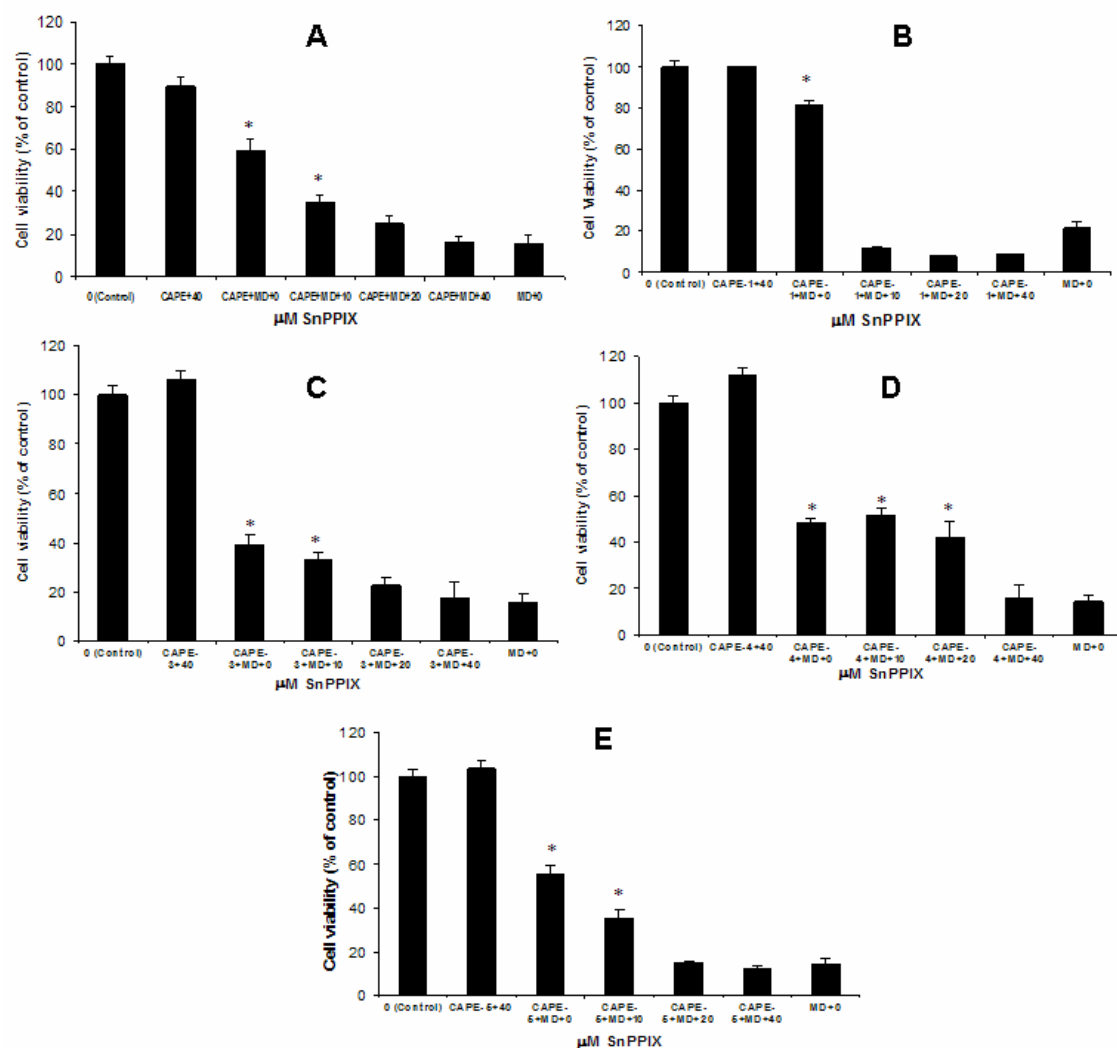 A
Cell viability (% of control)
120
100
80
60
40
20
0
*
*
0 (Control) CAPE+40 CAPE+MD+0 CAPE+MD+10 CAPE+MD+20 CAPE+MD+40 MD+0
μM SnPPIX
B
Cell Viability (% of control)
120
100
80
60
40
20
0
*
0 (Control) CAPE-1+40 CAPE- CAPE- CAPE- CAPE- MD+0
1+MD+0 1+MD+10 1+MD+20 1+MD+40
μM SnPPIX
C
Cell viability (% of control)
120
100
80
60
40
20
0
*
*
0 (Control) CAPE- CAPE- CAPE- CAPE- CAPE- MD+0
3+40 3+MD+0 3+MD+10 3+MD+20 3+MD+40
μM SnPPIX
D
Cell viability (% of control)
120
100
80
60
40
20
0
*
*
*
0 (Control) CAPE-4+40 CAPE- CAPE- CAPE- CAPE- MD+0
4+MD+0 4+MD+10 4+MD+20 4+MD+40
μM SnPPIX
E
Cell viability (% of control)
120
100
80
60
40
20
0
*
*
0 (Control) CAPE-5+40 CAPE- CAPE- CAPE- CAPE- MD+0
5+MD+0 5+MD+10 5+MD+20 5+MD+40
μM SnPPIX